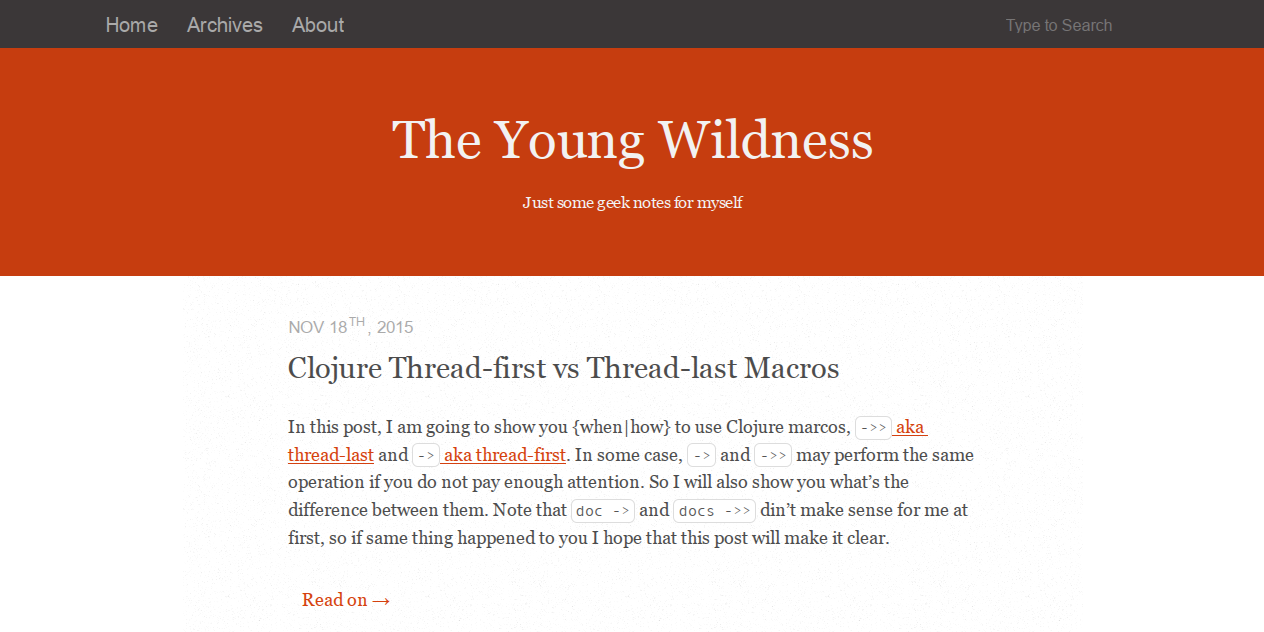 Home Archives About Type to Search
The Young Wildness
Just some geek notes for myself
NOV 18TH, 2015
Clojure Thread-first vs Thread-last Macros
In this post, I am going to show you {when|how} to use Clojure marcos, ->> aka
thread-last and -> aka thread-first. In some case, -> and ->> may perform the same
operation if you do not pay enough attention. So I will also show you what’s the
difference between them. Note that doc -> and docs ->> din’t make sense for me at
first, so if same thing happened to you I hope that this post will make it clear.
Read on →